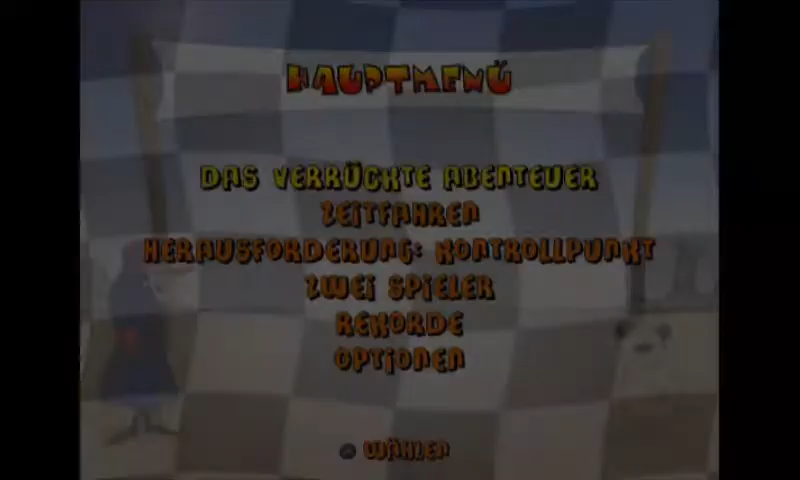 HAUPTMENÜ
DAS VERRÜCKTE ABENTEUER
ZEITFAHREN
HERAUSFORDERUNG: KONTROLLPUNKT
ZWEI SPIELER
REKORDE
OPTIONEN
WÄHLEN